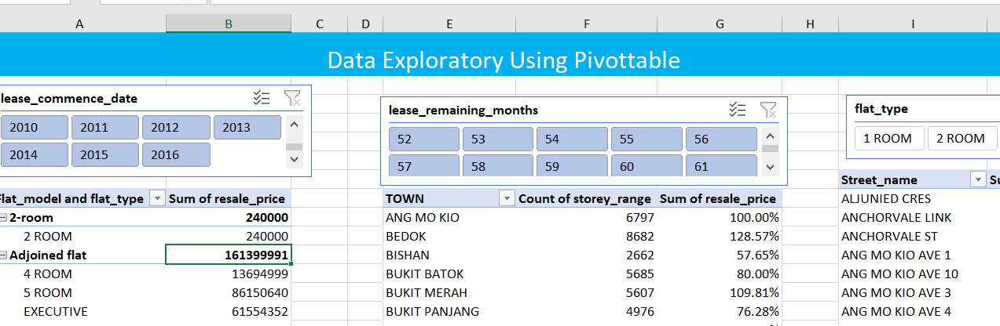 A B C D E F G H I
Data Exploratory Using Pivottable
lease_commence_date
2010 2011 2012 2013
2014 2015 2016
lease_remaining_months
52 53 54 55 56
57 58 59 60 61
flat_type
1 ROOM 2 ROOM
Flat_model and flat_type Sum of resale_price
2-room 240000
2 ROOM 240000
Adjoined flat 161399991
4 ROOM 13694999
5 ROOM 86150640
EXECUTIVE 61554352
TOWN Count of storey_range Sum of resale_price
ANG MO KIO 6797 100.00%
BEDOK 8682 128.57%
BISHAN 2662 57.65%
BUKIT BATOK 5685 80.00%
BUKIT MERAH 5607 109.81%
BUKIT PANJANG 4976 76.28%
Street_name
ALJUNIED CRES
ANCHORVALE LINK
ANCHORVALE ST
ANG MO KIO AVE 1
ANG MO KIO AVE 10
ANG MO KIO AVE 3
ANG MO KIO AVE 4